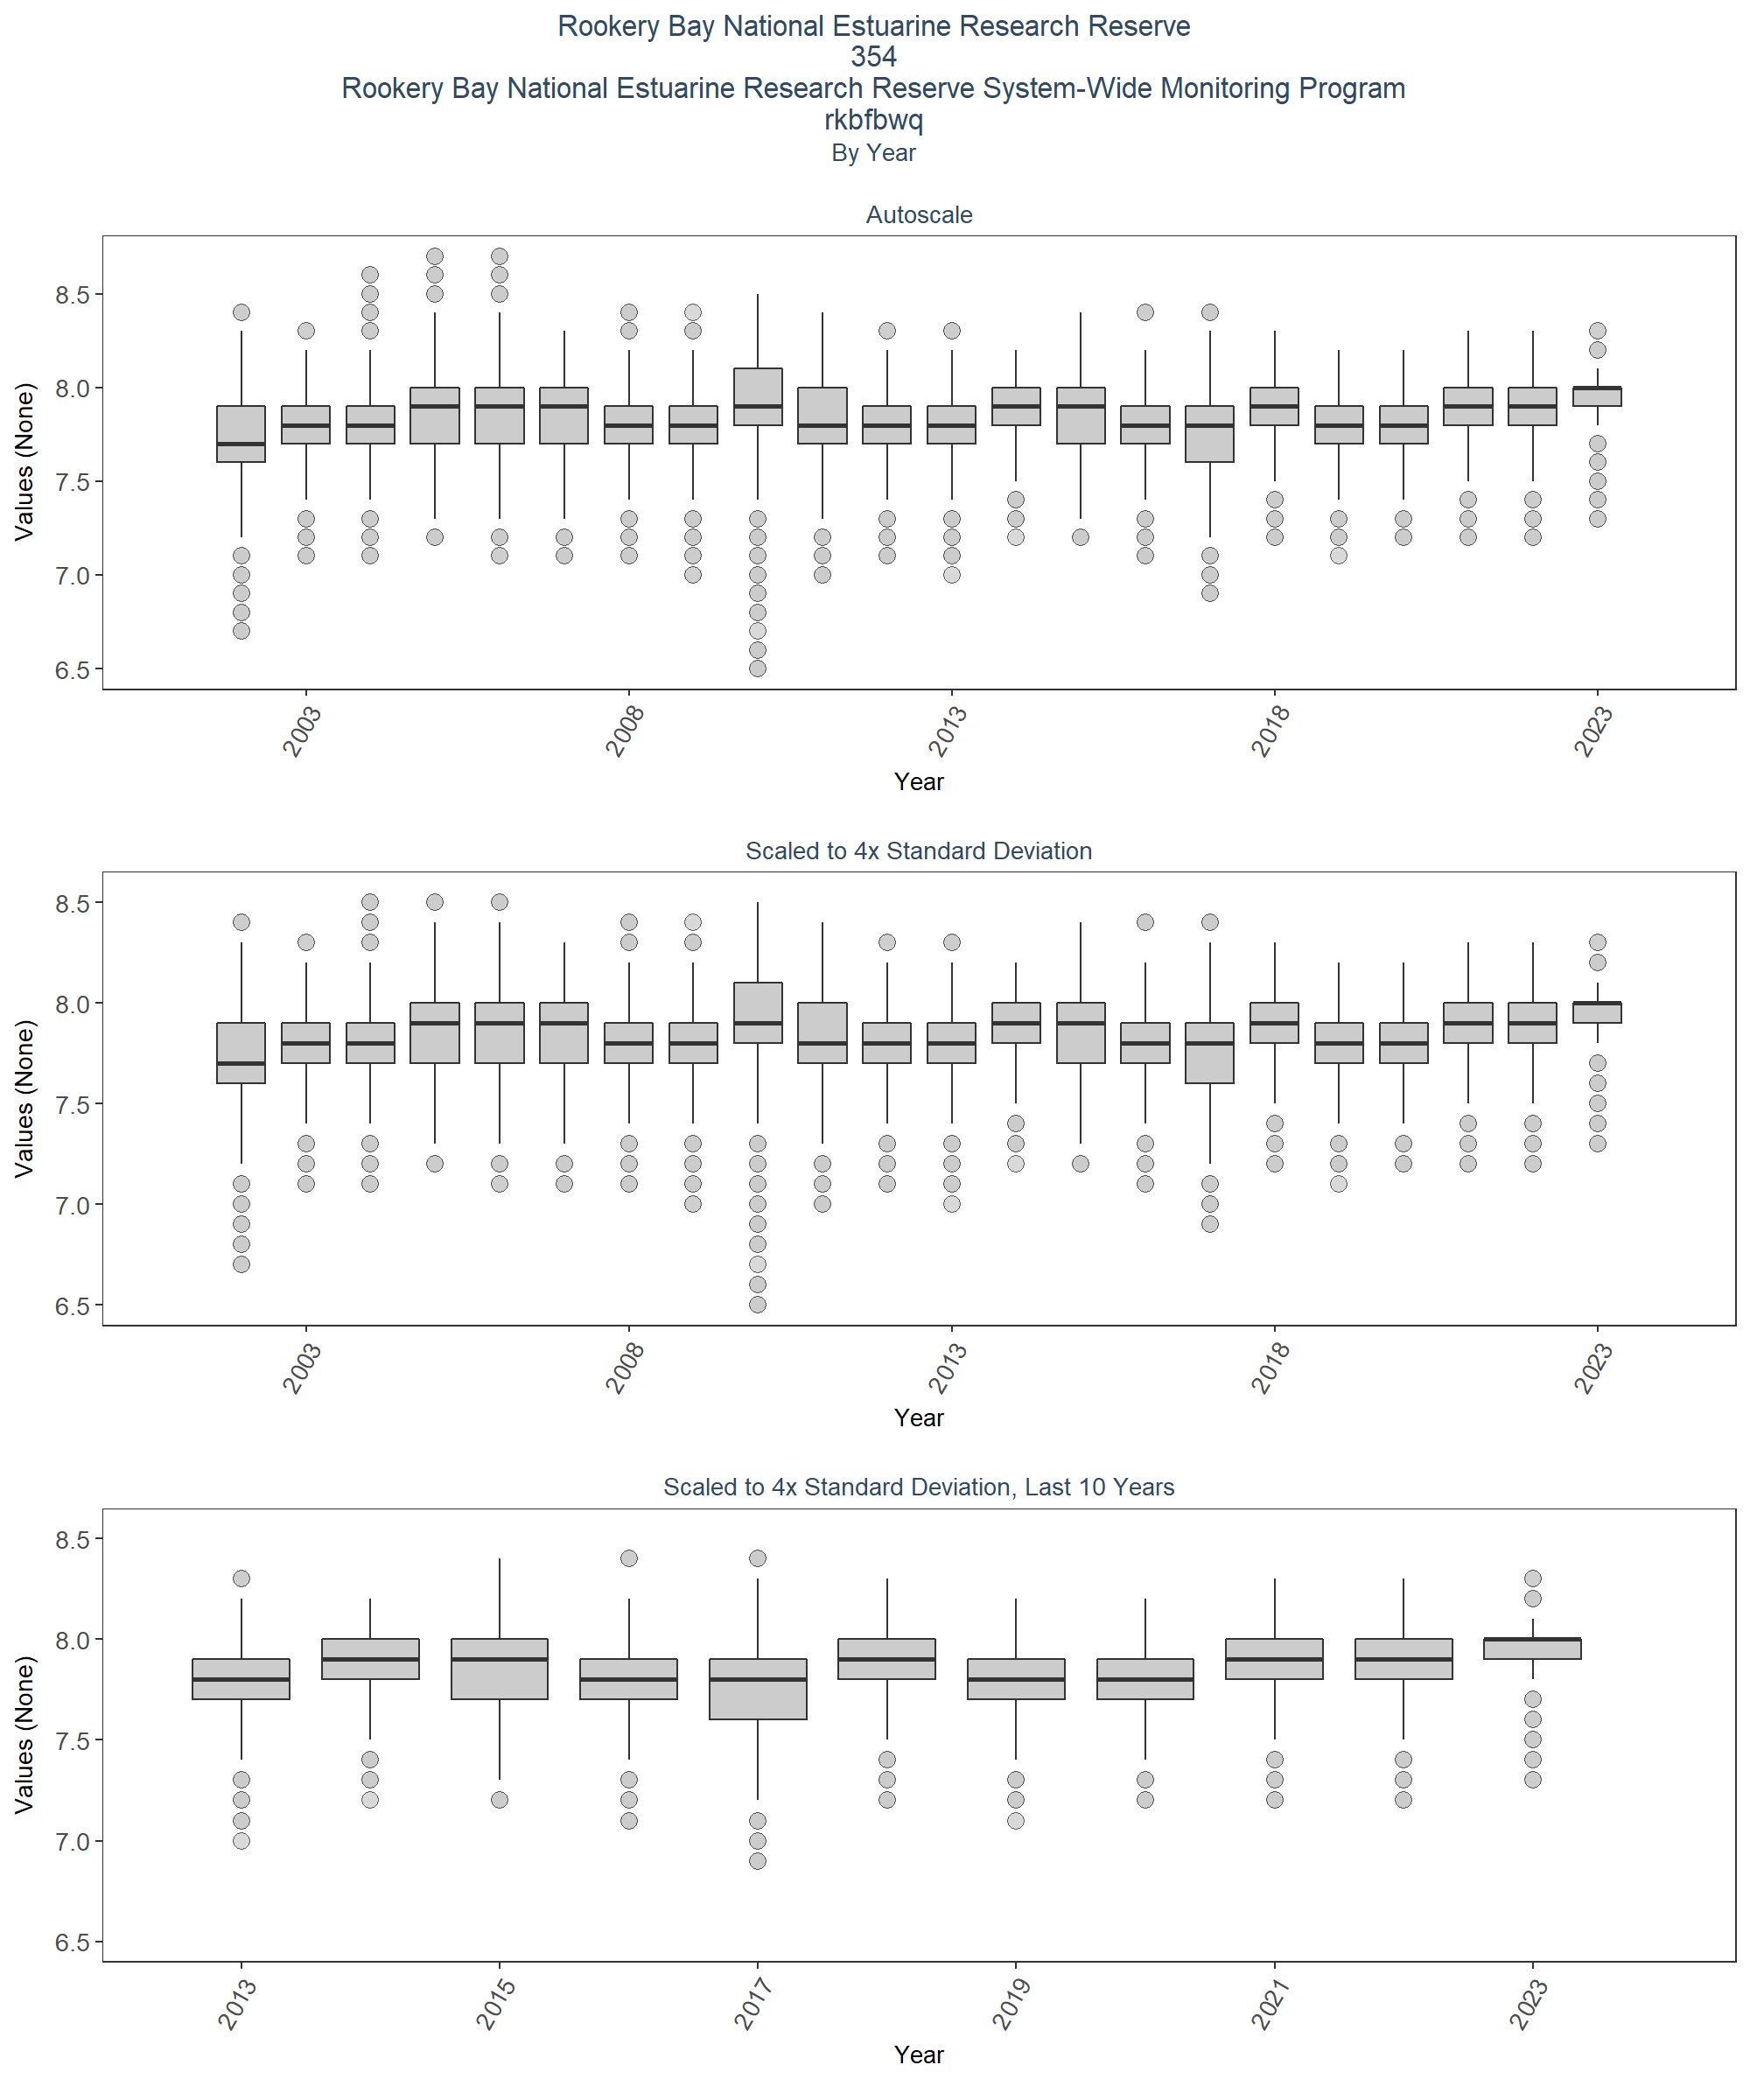 Rookery Bay National Estuarine Research Reserve
354
Rookery Bay National Estuarine Research Reserve System-Wide Monitoring Program
rkbfbwq
By Year
Autoscale
Values (None)
8.5
8.0
7.5
7.0
6.5
2003 2008 2013 2018 2023
Year
Scaled to 4x Standard Deviation
Values (None)
8.5
8.0
7.5
7.0
6.5
2003 2008 2013 2018 2023
Year
Scaled to 4x Standard Deviation, Last 10 Years
Values (None)
8.5
8.0
7.5
7.0
6.5
2013 2015 2017 2019 2021 2023
Year